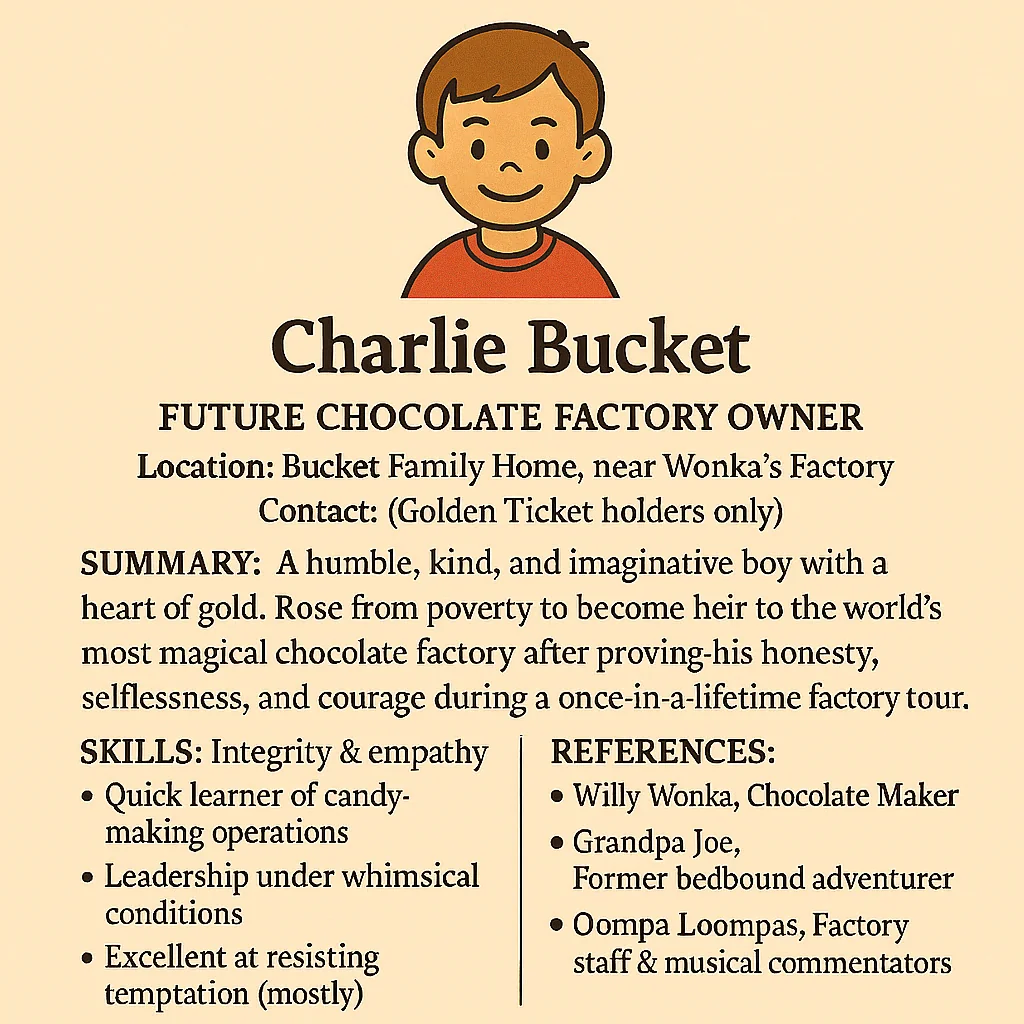 Charlie Bucket
FUTURE CHOCOLATE FACTORY OWNER
Location: Bucket Family Home, near Wonka's Factory
Contact: (Golden Ticket holders only)
SUMMARY: A humble, kind, and imaginative boy with a
heart of gold. Rose from poverty to become heir to the world's
most magical chocolate factory after proving-his honesty,
selflessness, and courage during a once-in-a-lifetime factory tour.
SKILLS: Integrity & empathy
• Quick learner of candy-
making operations
• Leadership under whimsical
conditions
• Excellent at resisting
temptation (mostly)
REFERENCES:
• Willy Wonka, Chocolate Maker
• Grandpa Joe,
Former bedbound adventurer
• Oompa Loompas, Factory
staff & musical commentators